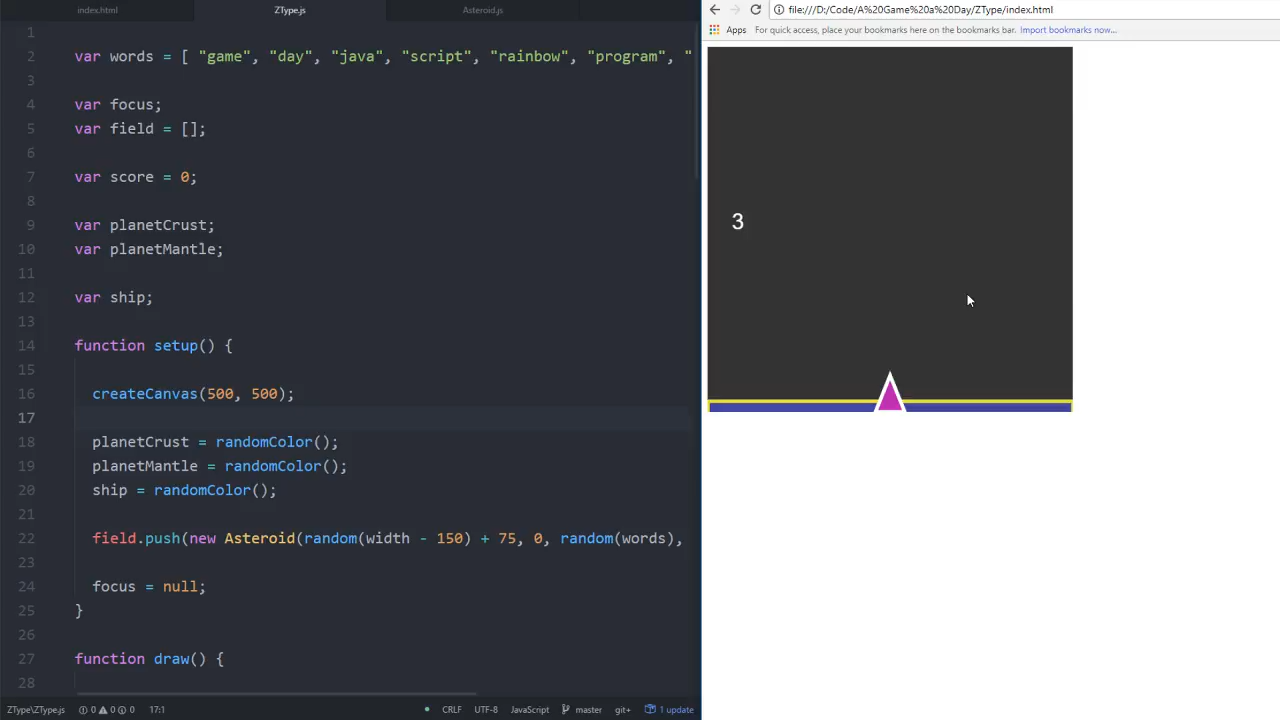 index.html ZType.js Asteroid.js
1
2 var words = [ "game", "day", "java", "script", "rainbow", "program", "
3
4 var focus;
5 var field = [];
6
7 var score = 0;
8
9 var planetCrust;
10 var planetMantle;
11
12 var ship;
13
14 function setup() {
15
16 createCanvas(500, 500);
17
18 planetCrust = randomColor();
19 planetMantle = randomColor();
20 ship = randomColor();
21
22 field.push(new Asteroid(random(width - 150) + 75, 0, random(words),
23
24 focus = null;
25 }
26
27 function draw() {
28
ZType\ZType.js 0 0 0 17:1 CRLF UTF-8 JavaScript master git+ 1 update
file:///D:/Code/A%20Game%20a%20Day/ZType/index.html
Apps For quick access, place your bookmarks here on the bookmarks bar. Import bookmarks now...
3